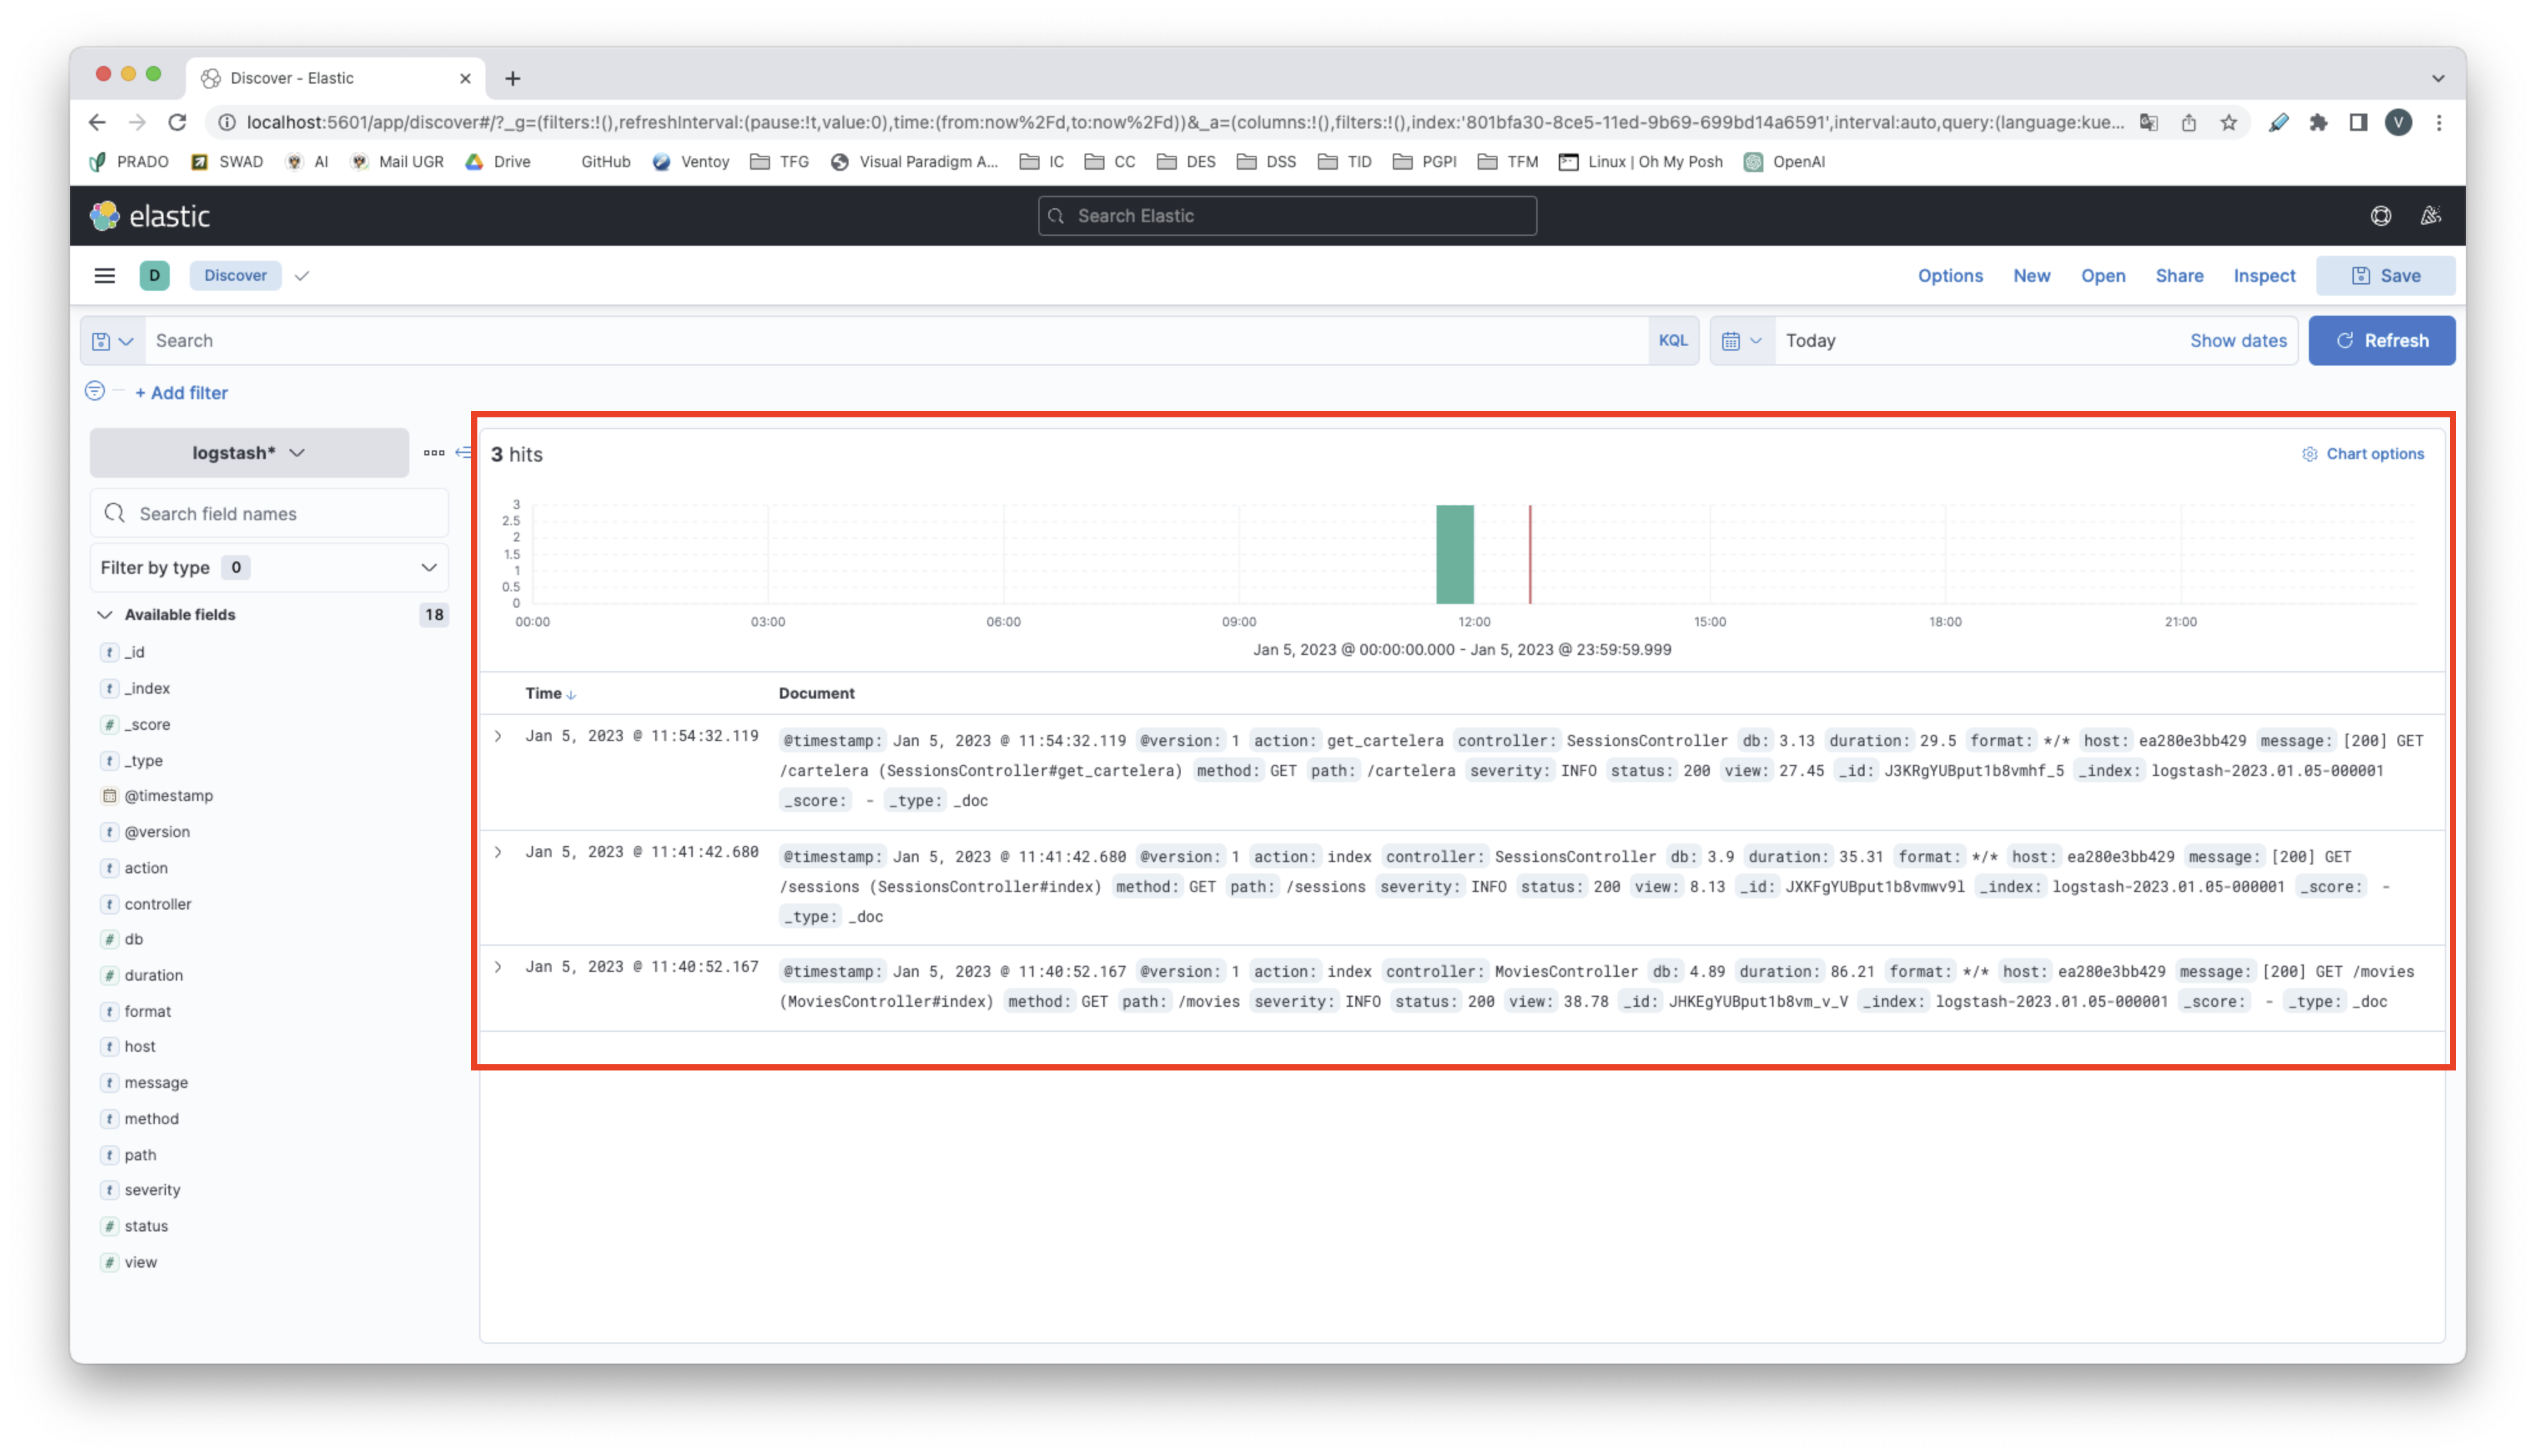 Discover - Elastic
localhost:5601/app/discover#/?_g=(filters:!(),refreshInterval:(pause:!t,value:0),time:(from:now%2Fd,to:now%2Fd))&_a=(columns:!(),filters:!(),index:'801bfa30-8ce5-11ed-9b69-699bd14a6591',interval:auto,query:(language:kue...
V
PRADO SWAD AI Mail UGR Drive GitHub Ventoy TFG Visual Paradigm A... IC CC DES DSS TID PGPI TFM Linux | Oh My Posh OpenAI
elastic
Search Elastic
D Discover
Options New Open Share Inspect Save
Search KQL Today Show dates Refresh
+ Add filter
logstash*
Search field names
Filter by type 0
Available fields 18
t _id
t _index
# _score
t _type
@timestamp
t @version
t action
t controller
# db
# duration
t format
t host
t message
t method
t path
t severity
# status
# view
3 hits
Chart options
3
2.5
2
1.5
1
0.5
0
00:00 03:00 06:00 09:00 12:00 15:00 18:00 21:00
Jan 5, 2023 @ 00:00:00.000 - Jan 5, 2023 @ 23:59:59.999
Time Document
Jan 5, 2023 @ 11:54:32.119 @timestamp: Jan 5, 2023 @ 11:54:32.119 @version: 1 action: get_cartelera controller: SessionsController db: 3.13 duration: 29.5 format: */* host: ea280e3bb429 message: [200] GET
/cartelera (SessionsController#get_cartelera) method: GET path: /cartelera severity: INFO status: 200 view: 27.45 _id: J3KRgYUBput1b8vmhf_5 _index: logstash-2023.01.05-000001
_score: - _type: _doc
Jan 5, 2023 @ 11:41:42.680 @timestamp: Jan 5, 2023 @ 11:41:42.680 @version: 1 action: index controller: SessionsController db: 3.9 duration: 35.31 format: */* host: ea280e3bb429 message: [200] GET
/sessions (SessionsController#index) method: GET path: /sessions severity: INFO status: 200 view: 8.13 _id: JXKFgYUBput1b8vmwv9l _index: logstash-2023.01.05-000001 _score: -
_type: _doc
Jan 5, 2023 @ 11:40:52.167 @timestamp: Jan 5, 2023 @ 11:40:52.167 @version: 1 action: index controller: MoviesController db: 4.89 duration: 86.21 format: */* host: ea280e3bb429 message: [200] GET /movies
(MoviesController#index) method: GET path: /movies severity: INFO status: 200 view: 38.78 _id: JHKEgYUBput1b8vm_v_V _index: logstash-2023.01.05-000001 _score: - _type: _doc